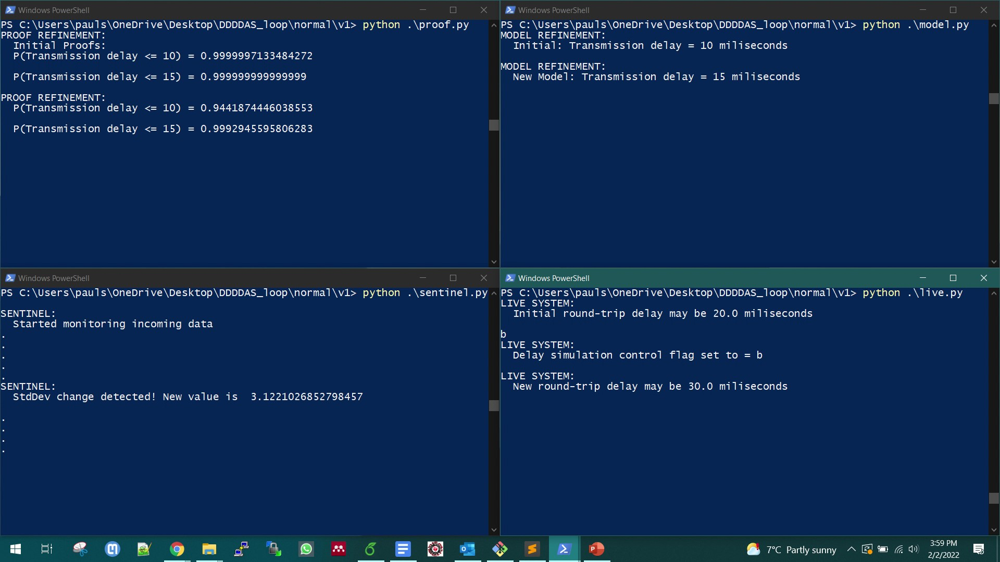 Windows PowerShell
PS C:\Users\pauls\OneDrive\Desktop\DDDDAS_loop\normal\v1> python .\proof.py
PROOF REFINEMENT:
  Initial Proofs:
  P(Transmission delay <= 10) = 0.9999997133484272
  P(Transmission delay <= 15) = 0.999999999999999
PROOF REFINEMENT:
  P(Transmission delay <= 10) = 0.9441874446038553
  P(Transmission delay <= 15) = 0.9992945595806283
Windows PowerShell
PS C:\Users\pauls\OneDrive\Desktop\DDDDAS_loop\normal\v1> python .\model.py
MODEL REFINEMENT:
  Initial: Transmission delay = 10 miliseconds
MODEL REFINEMENT:
  New Model: Transmission delay = 15 miliseconds
Windows PowerShell
PS C:\Users\pauls\OneDrive\Desktop\DDDDAS_loop\normal\v1> python .\sentinel.py
SENTINEL:
  Started monitoring incoming data
.
.
.
.
.
SENTINEL:
  StdDev change detected! New value is  3.1221026852798457
.
.
.
.
Windows PowerShell
PS C:\Users\pauls\OneDrive\Desktop\DDDDAS_loop\normal\v1> python .\live.py
LIVE SYSTEM:
  Initial round-trip delay may be 20.0 miliseconds
b
LIVE SYSTEM:
  Delay simulation control flag set to = b
LIVE SYSTEM:
  New round-trip delay may be 30.0 miliseconds
7°C Partly sunny
3:59 PM
2/2/2022